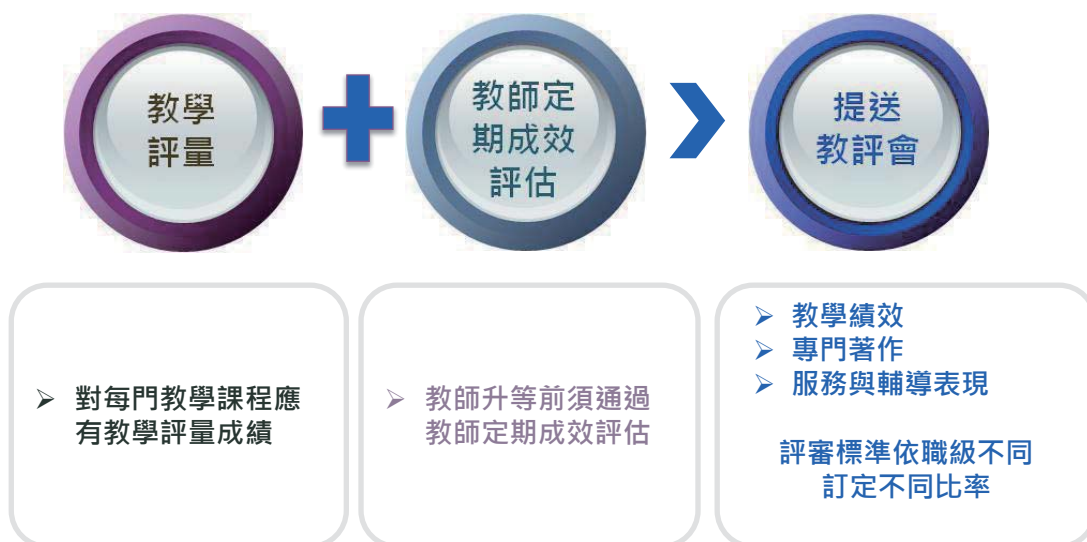 教學
評量
教師定
期成效
評估
提送
教評會
➢ 對每門教學課程應
有教學評量成績
➢ 教師升等前須通過
教師定期成效評估
➢ 教學績效
➢ 專門著作
➢ 服務與輔導表現
評審標準依職級不同
訂定不同比率